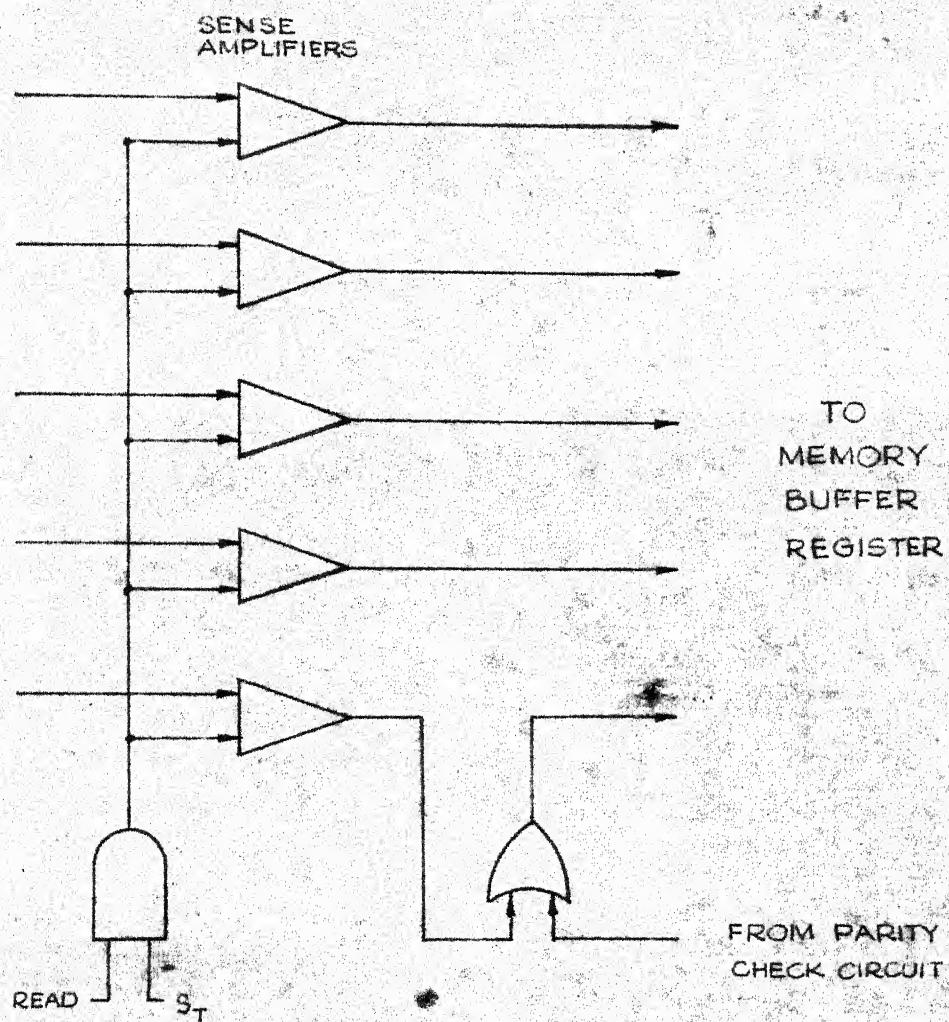 SENSE
AMPLIFIERS
TO
MEMORY
BUFFER
REGISTER
FROM PARITY
CHECK CIRCUIT
READ
S_T